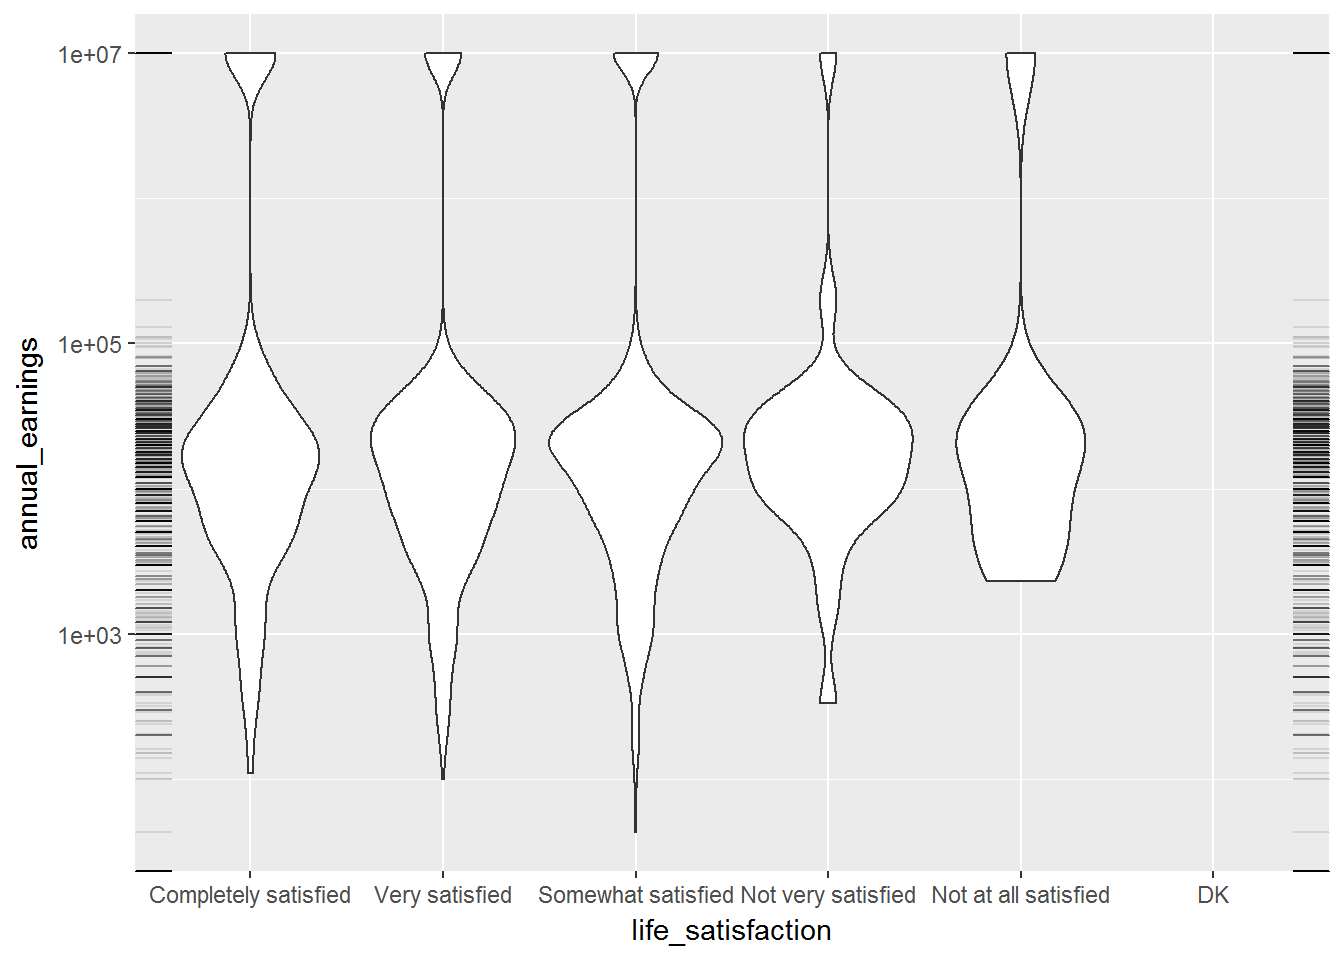 1e+07
1e+05
1e+03
annual_earnings
Completely satisfied Very satisfied Somewhat satisfied Not very satisfied Not at all satisfied DK
life_satisfaction